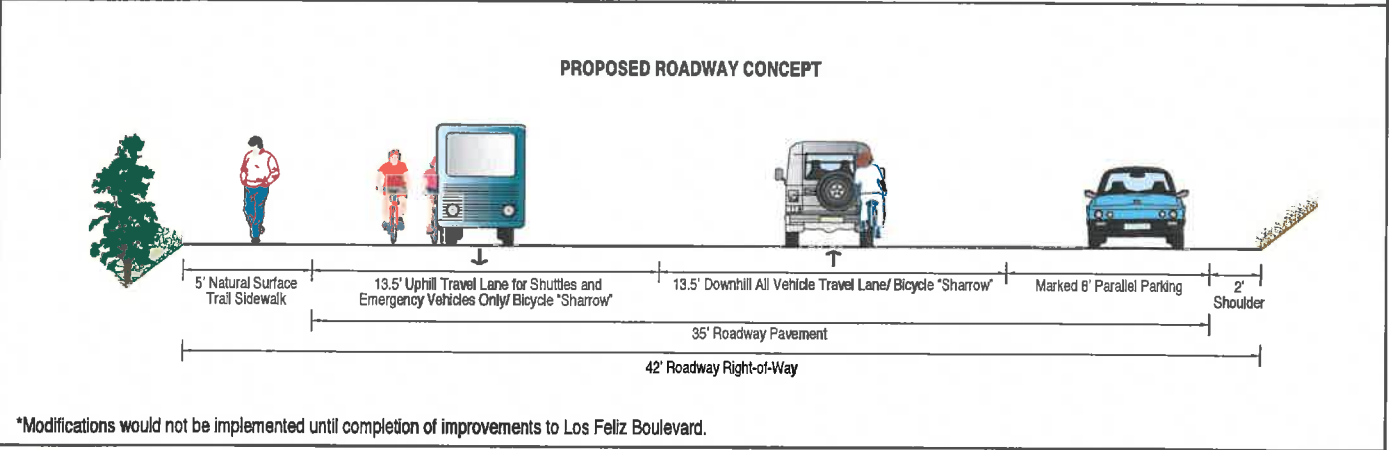 PROPOSED ROADWAY CONCEPT
5' Natural Surface
Trail Sidewalk
13.5' Uphill Travel Lane for Shuttles and
Emergency Vehicles Only/ Bicycle "Sharrow"
13.5' Downhill All Vehicle Travel Lane/ Bicycle "Sharrow"
Marked 8' Parallel Parking
2'
Shoulder
35' Roadway Pavement
42' Roadway Right-of-Way
*Modifications would not be implemented until completion of improvements to Los Feliz Boulevard.